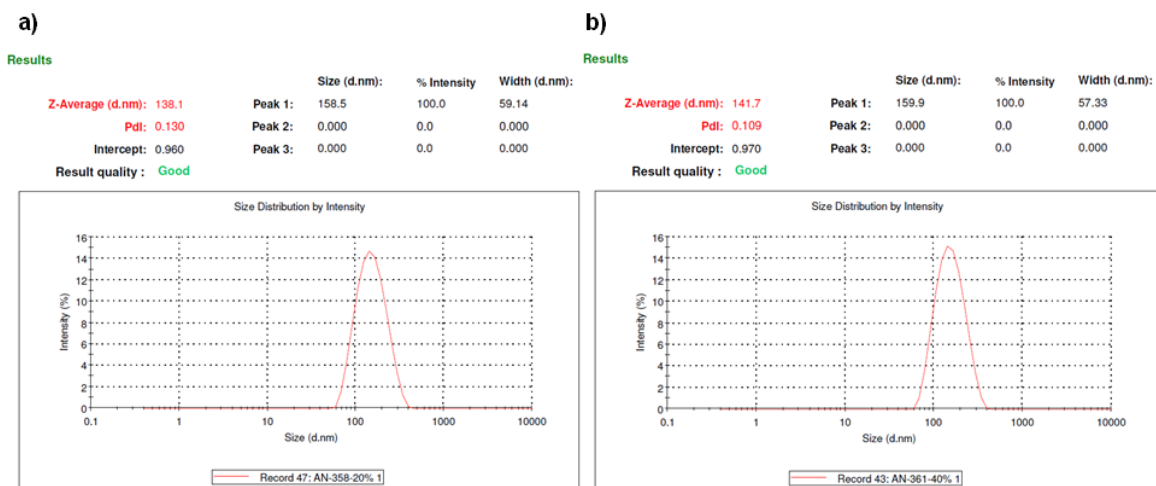 a)
Results
Size (d.nm): % Intensity Width (d.nm):
Z-Average (d.nm): 138.1 Peak 1: 158.5 100.0 59.14
PdI: 0.130 Peak 2: 0.000 0.0 0.000
Intercept: 0.960 Peak 3: 0.000 0.0 0.000
Result quality : Good
Size Distribution by Intensity
Intensity (%)
16
14
12
10
8
6
4
2
0
0.1 1 10 100 1000 10000
Size (d.nm)
Record 47: AN-358-20% 1
b)
Results
Size (d.nm): % Intensity Width (d.nm):
Z-Average (d.nm): 141.7 Peak 1: 159.9 100.0 57.33
PdI: 0.109 Peak 2: 0.000 0.0 0.000
Intercept: 0.970 Peak 3: 0.000 0.0 0.000
Result quality : Good
Size Distribution by Intensity
Intensity (%)
16
14
12
10
8
6
4
2
0
0.1 1 10 100 1000 10000
Size (d.nm)
Record 43: AN-361-40% 1